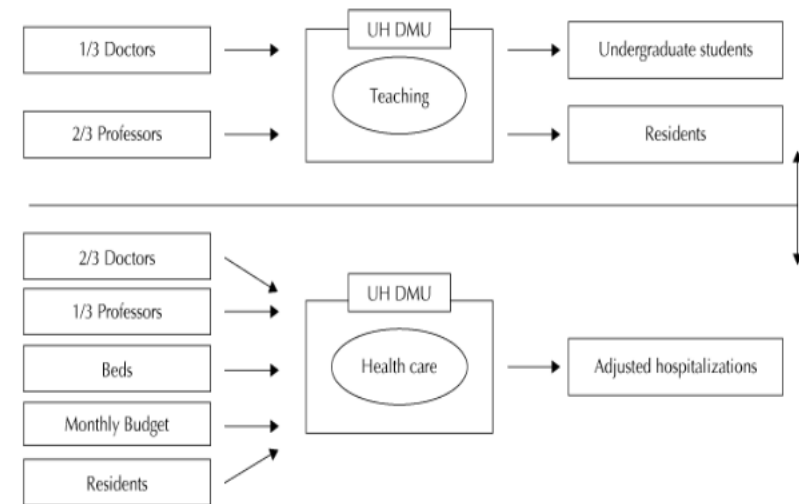 1/3 Doctors
UH DMU
Undergraduate students
Teaching
2/3 Professors
Residents
2/3 Doctors
UH DMU
1/3 Professors
Beds
Health care
Adjusted hospitalizations
Monthly Budget
Residents